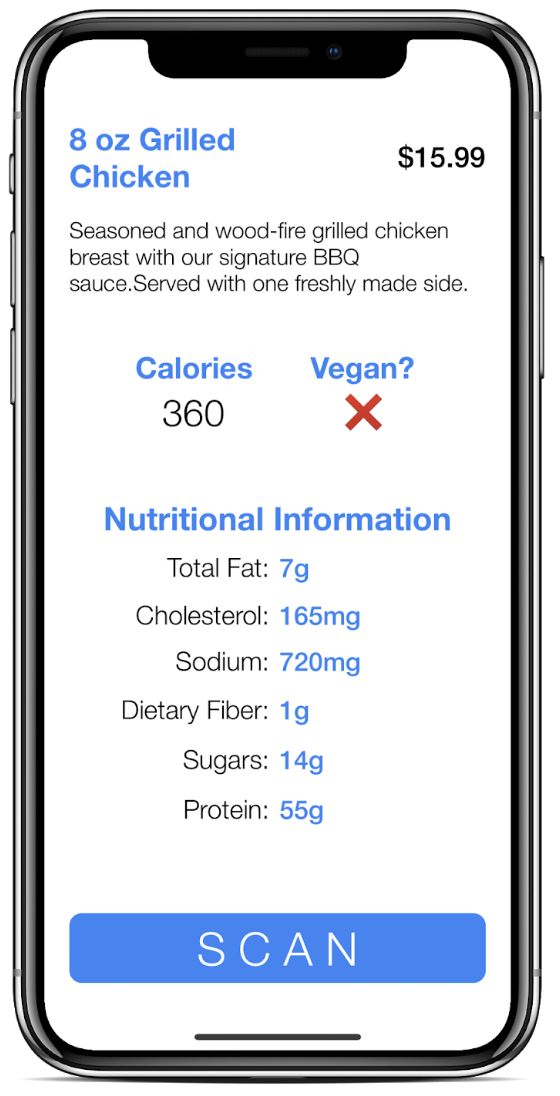 8 oz Grilled
Chicken
$15.99
Seasoned and wood-fire grilled chicken
breast with our signature BBQ
sauce.Served with one freshly made side.
Calories
Vegan?
360
Nutritional Information
Total Fat: 7g
Cholesterol: 165mg
Sodium: 720mg
Dietary Fiber: 1g
Sugars: 14g
Protein: 55g
SCAN